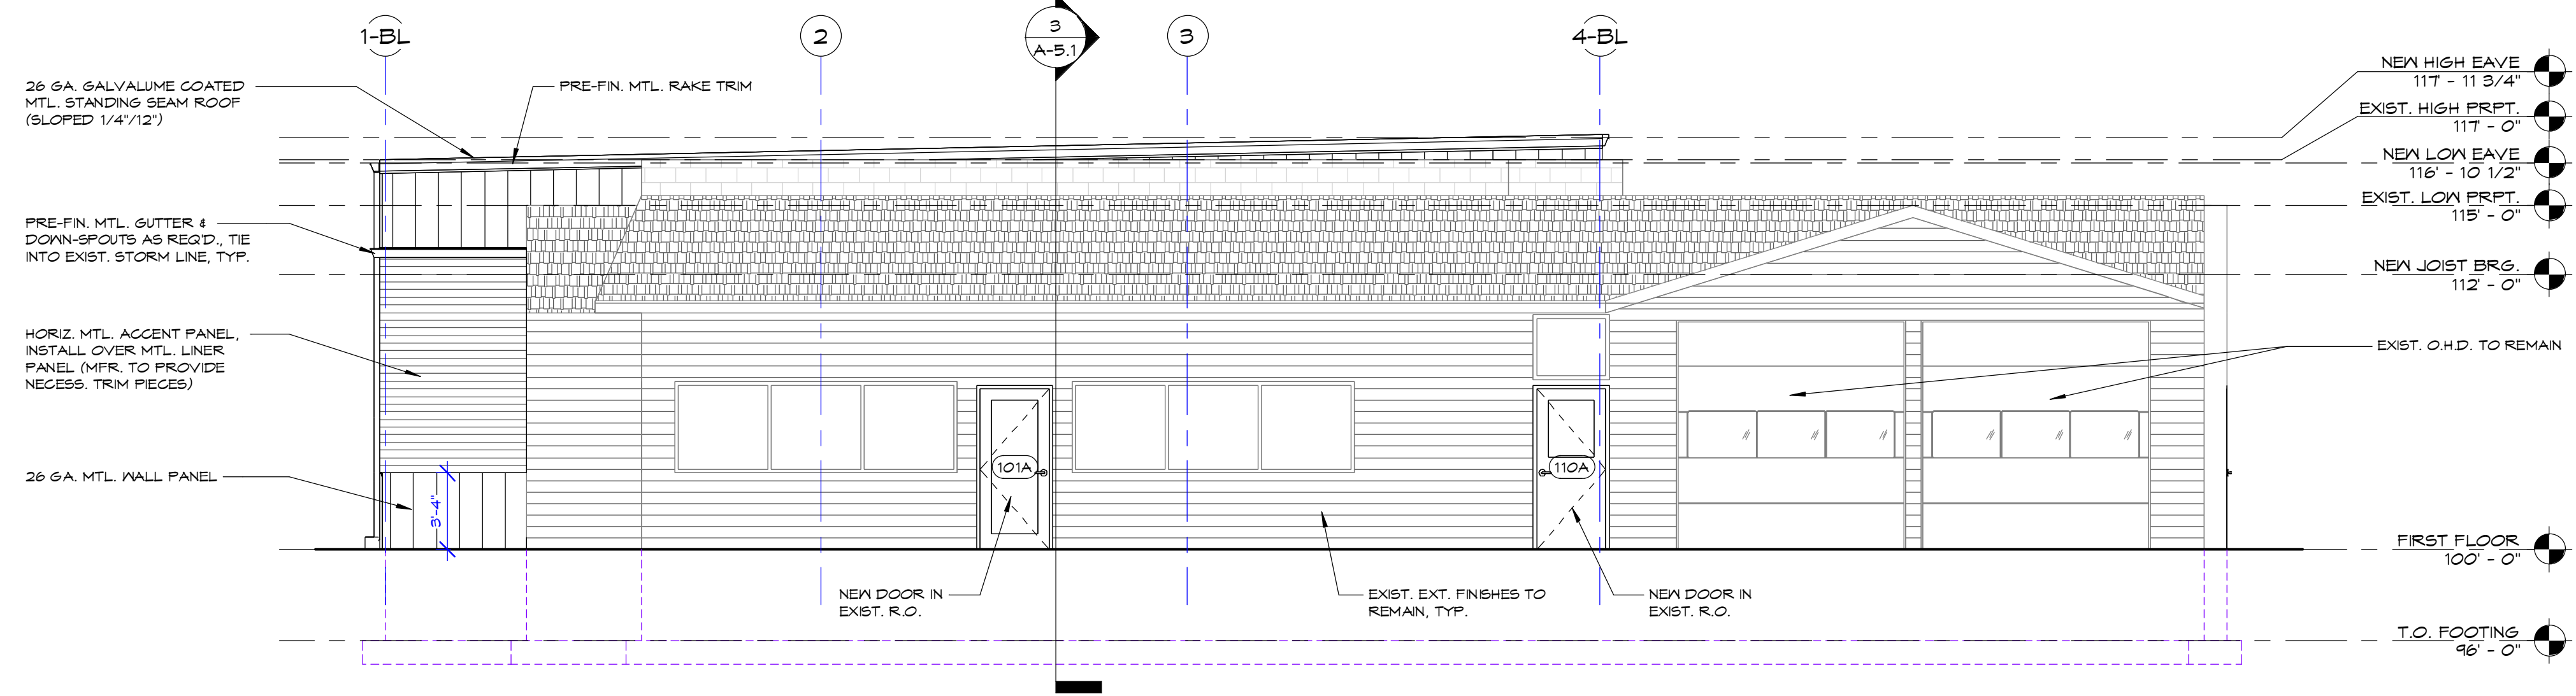 1-BL
2
3
A-5.1
3
4-BL
26 GA. GALVALUME COATED
MTL. STANDING SEAM ROOF
(SLOPED 1/4"/12")
PRE-FIN. MTL. RAKE TRIM
PRE-FIN. MTL. GUTTER &
DOWN-SPOUTS AS REQ'D., TIE
INTO EXIST. STORM LINE, TYP.
HORIZ. MTL. ACCENT PANEL,
INSTALL OVER MTL. LINER
PANEL (MFR. TO PROVIDE
NECESS. TRIM PIECES)
26 GA. MTL. WALL PANEL
3'-4"
101A
110A
NEW DOOR IN
EXIST. R.O.
EXIST. EXT. FINISHES TO
REMAIN, TYP.
NEW DOOR IN
EXIST. R.O.
NEW HIGH EAVE
117' - 11 3/4"
EXIST. HIGH PRPT.
117' - 0"
NEW LOW EAVE
116' - 10 1/2"
EXIST. LOW PRPT.
115' - 0"
NEW JOIST BRG.
112' - 0"
EXIST. O.H.D. TO REMAIN
FIRST FLOOR
100' - 0"
T.O. FOOTING
96' - 0"